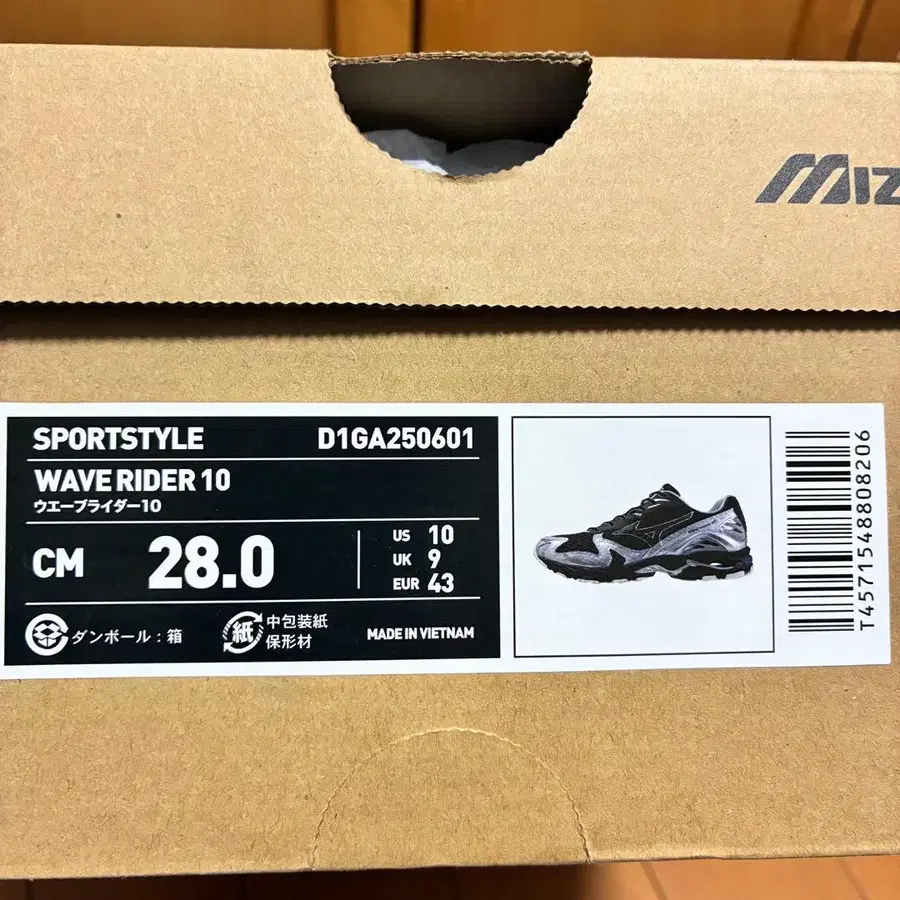 MIZ
SPORTSTYLE D1GA250601
WAVE RIDER 10
ウエーブライダー10
CM 28.0
US 10
UK 9
EUR 43
ダンボール : 箱
紙 中包装紙
保形材
MADE IN VIETNAM
T4571548808206